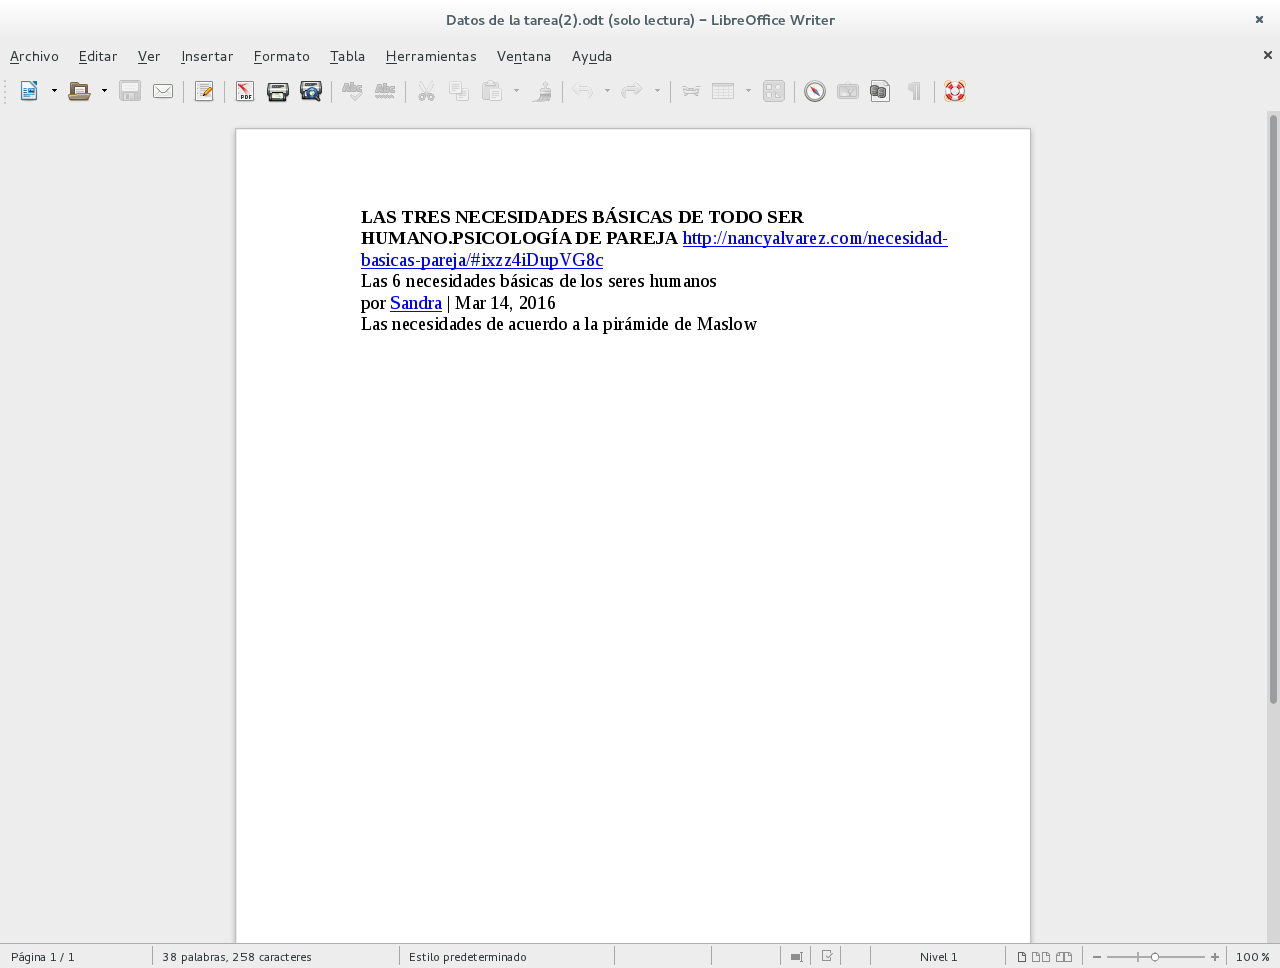 Datos de la tarea(2).odt (solo lectura) – LibreOffice Writer
Archivo Editar Ver Insertar Formato Tabla Herramientas Ventana Ayuda
LAS TRES NECESIDADES BÁSICAS DE TODO SER
HUMANO.PSICOLOGÍA DE PAREJA http://nancyalvarez.com/necesidad-
basicas-pareja/#ixzz4iDupVG8c
Las 6 necesidades básicas de los seres humanos
por Sandra | Mar 14, 2016
Las necesidades de acuerdo a la pirámide de Maslow
Página 1 / 1 38 palabras, 258 caracteres Estilo predeterminado Nivel 1 100 %